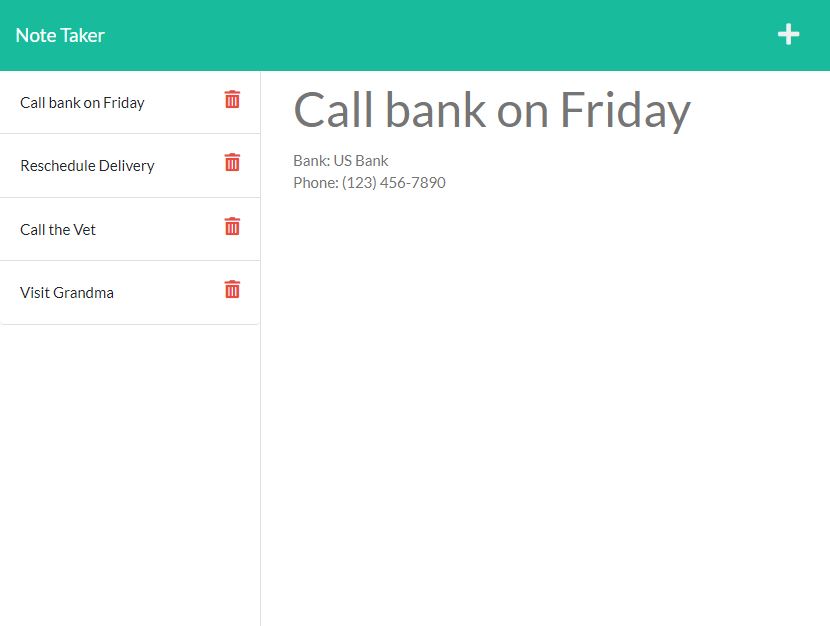 Note Taker
Call bank on Friday
Reschedule Delivery
Call the Vet
Visit Grandma
Call bank on Friday
Bank: US Bank
Phone: (123) 456-7890